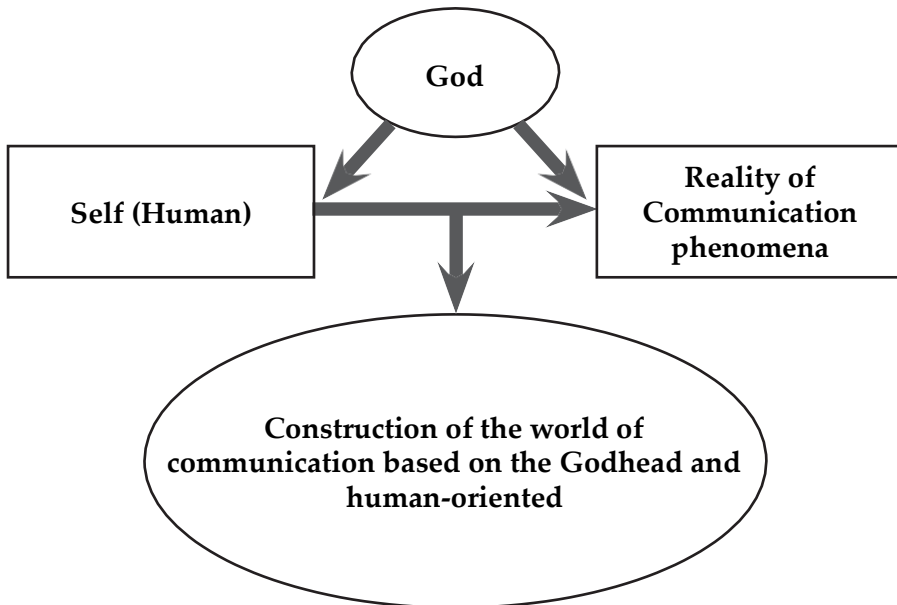 God
Self (Human)
Reality of
Communication
phenomena
Construction of the world of
communication based on the Godhead and
human-oriented